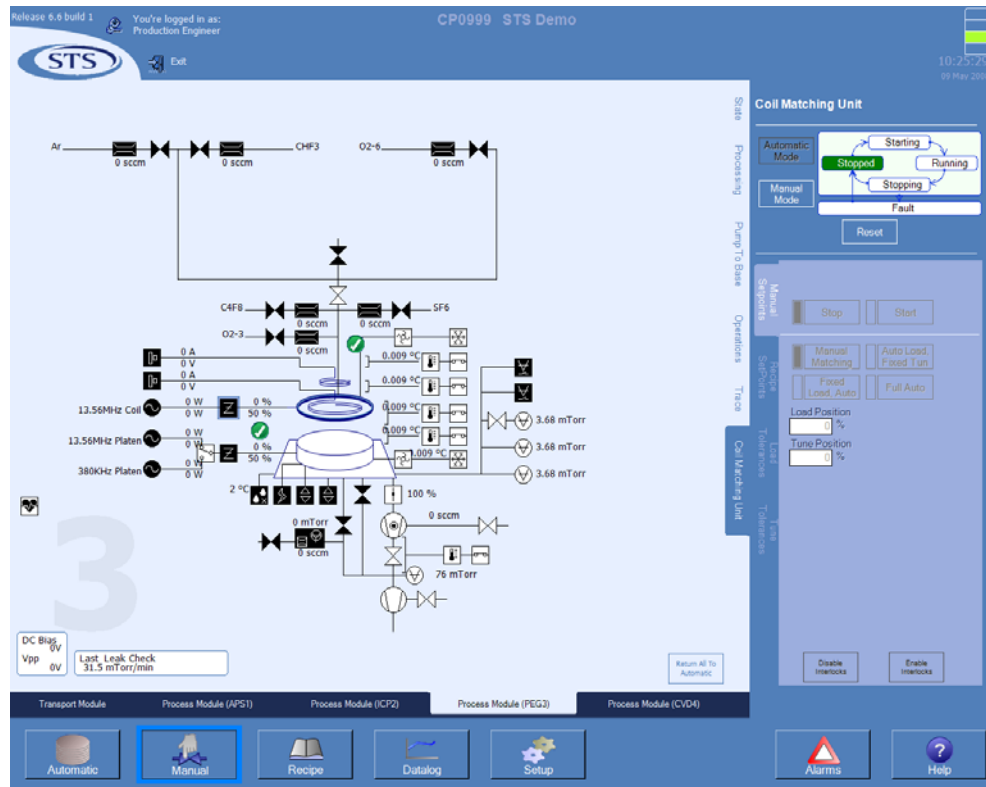 Release 6.6 build 1
You're logged in as:
Production Engineer
CP0999 STS Demo
STS
Exit
10:25:29
09 May 200
Ar
0 sccm
0 sccm
CHF3
O2-6
0 sccm
C4F8
0 sccm
0 sccm
SF6
O2-3
0 sccm
0 A
0 V
0 A
0 V
0.009 °C
0.009 °C
0.009 °C
0.009 °C
.009 °C
13.56MHz Coil
0 W
0 W
Z
0 %
50 %
13.56MHz Platen
0 W
0 W
Z
0 %
50 %
380KHz Platen
0 W
0 W
3.68 mTorr
3.68 mTorr
3.68 mTorr
2 °C
100 %
0 mTorr
0 sccm
0 sccm
76 mTorr
3
DC Bias
0V
Vpp
0V
Last Leak Check
31.5 mTorr/min
Return All To
Automatic
State
Processing
Pump To Base
Operations
Trace
Coil Matching Unit
Coil Matching Unit
Automatic
Mode
Manual
Mode
Starting
Stopped
Running
Stopping
Fault
Reset
Manual
Setpoints
Recipe
SetPoints
Load
Tolerances
Tune
Tolerances
Stop
Start
Manual
Matching
Auto Load,
Fixed Tun
Fixed
Load, Auto
Full Auto
Load Position
0 %
Tune Position
0 %
Disable
Interlocks
Enable
Interlocks
Transport Module
Process Module (APS1)
Process Module (ICP2)
Process Module (PEG3)
Process Module (CVD4)
Automatic
Manual
Recipe
Datalog
Setup
Alarms
?
Help